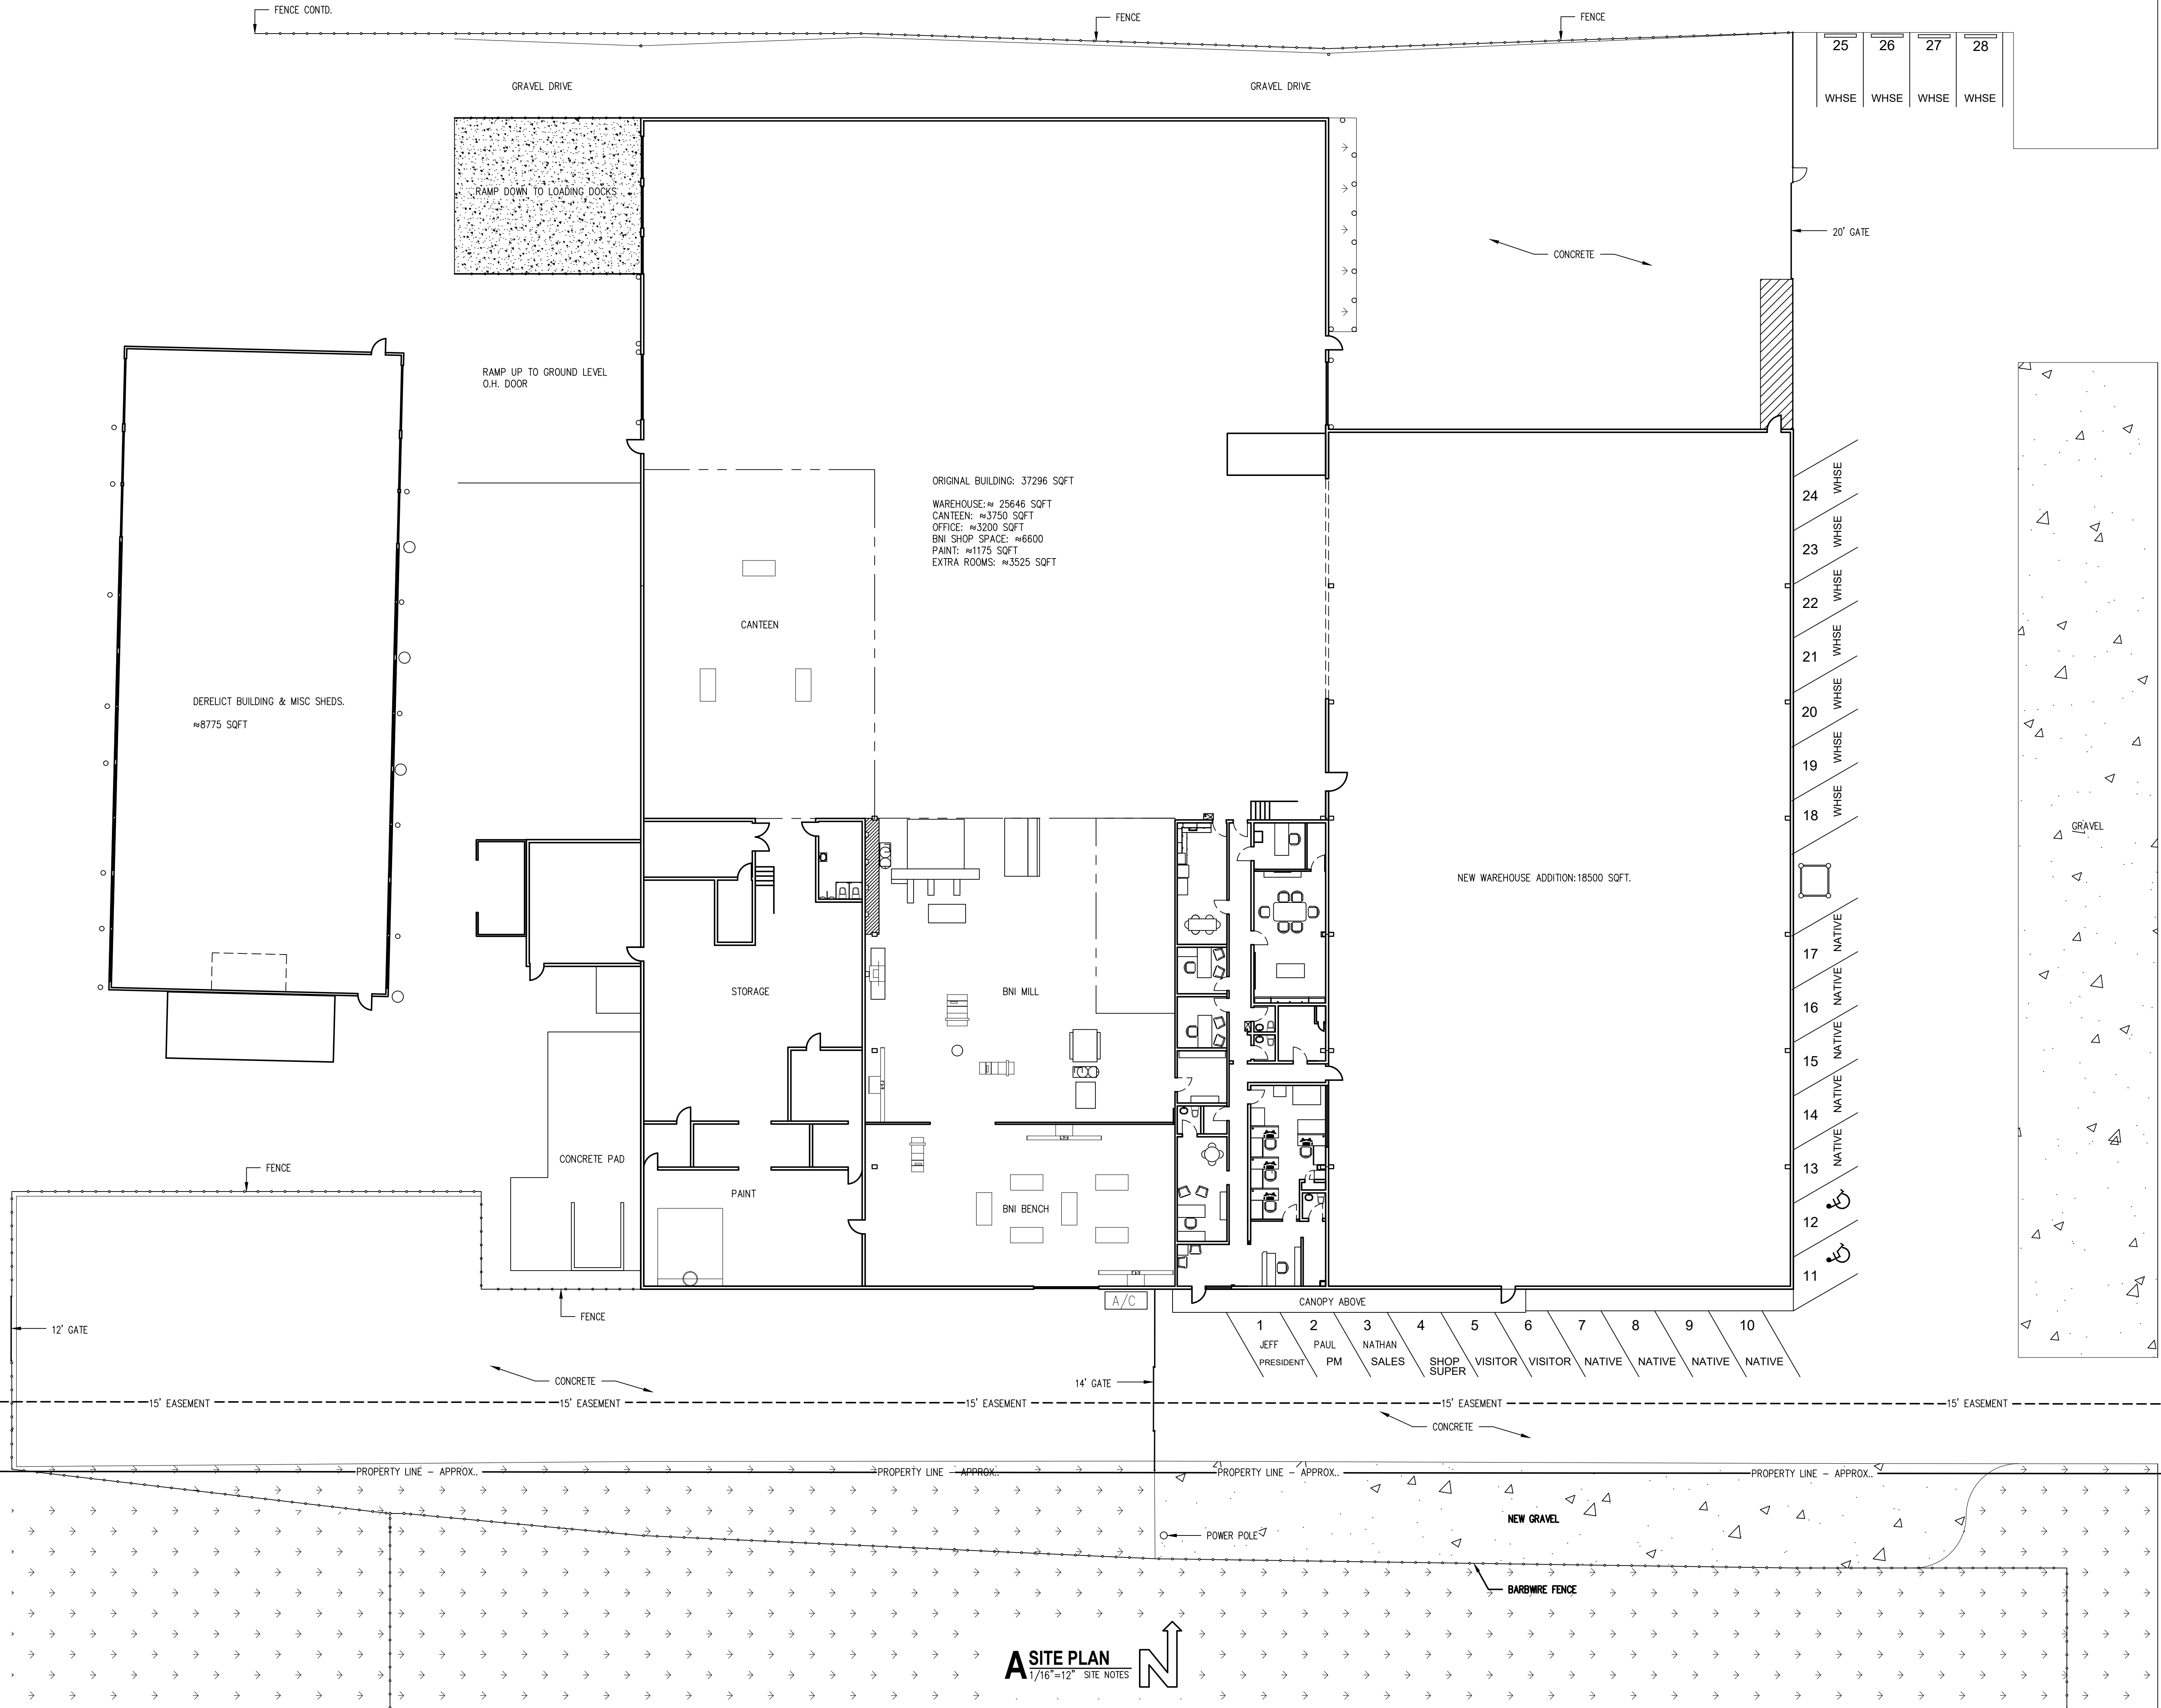 FENCE CONTD.
FENCE
FENCE
25
26
27
28
WHSE
WHSE
WHSE
WHSE
GRAVEL DRIVE
GRAVEL DRIVE
RAMP DOWN TO LOADING DOCKS
20' GATE
CONCRETE
RAMP UP TO GROUND LEVEL
O.H. DOOR
ORIGINAL BUILDING: 37296 SQFT
WAREHOUSE:≈ 25646 SQFT
CANTEEN: ≈3750 SQFT
OFFICE: ≈3200 SQFT
BNI SHOP SPACE: ≈6600
PAINT: ≈1175 SQFT
EXTRA ROOMS: ≈3525 SQFT
CANTEEN
DERELICT BUILDING & MISC SHEDS.
≈8775 SQFT
24 WHSE
23 WHSE
22 WHSE
21 WHSE
20 WHSE
19 WHSE
18 WHSE
GRAVEL
NEW WAREHOUSE ADDITION:18500 SQFT.
17 NATIVE
16 NATIVE
15 NATIVE
14 NATIVE
13 NATIVE
12
11
STORAGE
BNI MILL
CONCRETE PAD
PAINT
BNI BENCH
FENCE
FENCE
12' GATE
A/C
CANOPY ABOVE
1
2
3
4
5
6
7
8
9
10
JEFF
PAUL
NATHAN
PRESIDENT
PM
SALES
SHOP
SUPER
VISITOR
VISITOR
NATIVE
NATIVE
NATIVE
NATIVE
CONCRETE
14' GATE
15' EASEMENT
15' EASEMENT
15' EASEMENT
15' EASEMENT
15' EASEMENT
CONCRETE
PROPERTY LINE - APPROX..
PROPERTY LINE - APPROX..
PROPERTY LINE - APPROX..
PROPERTY LINE - APPROX..
NEW GRAVEL
POWER POLE
BARBWIRE FENCE
A SITE PLAN
1/16"=12" SITE NOTES
N